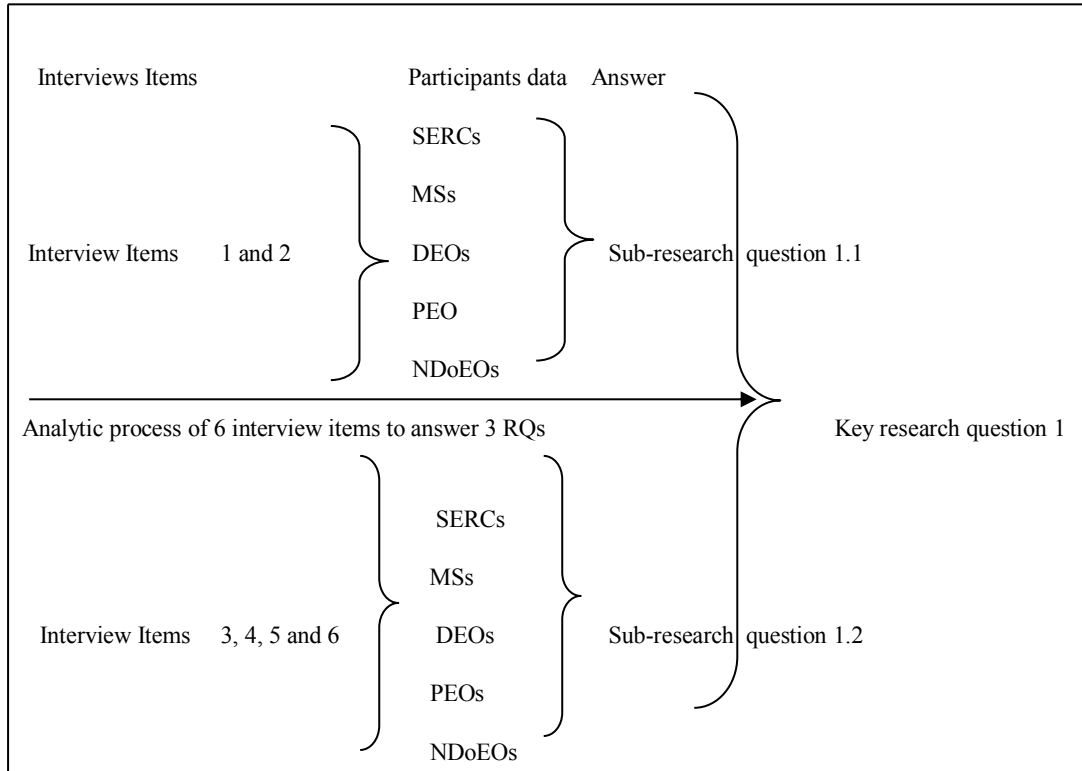 Interviews Items Participants data Answer
SERCs
MSs
Interview Items 1 and 2 DEOs Sub-research question 1.1
PEO
NDoEOs
Analytic process of 6 interview items to answer 3 RQs Key research question 1
SERCs
MSs
Interview Items 3, 4, 5 and 6 DEOs Sub-research question 1.2
PEOs
NDoEOs